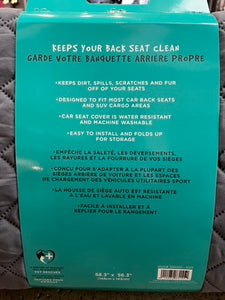 KEEPS YOUR BACK SEAT CLEAN
GARDE VOTRE BANQUETTE ARRIÈRE PROPRE
•KEEPS DIRT, SPILLS, SCRATCHES AND FUR
OFF OF YOUR SEATS
•DESIGNED TO FIT MOST CAR BACK SEATS
AND SUV CARGO AREAS
•CAR SEAT COVER IS WATER RESISTANT
AND MACHINE WASHABLE
•EASY TO INSTALL AND FOLDS UP
FOR STORAGE
•EMPÊCHE LA SALETÉ, LES DÉVERSEMENTS,
LES RAYURES ET LA FOURRURE DE VOS SIÈGES
•CONÇU POUR S'ADAPTER À LA PLUPART DES
SIÈGES ARRIÈRE DE VOITURE ET LES ESPACES
DE CHARGEMENT DES VÉHICULES UTILITAIRES SPORT
•LA HOUSSE DE SIÈGE AUTO EST RÉSISTANTE
À L'EAU ET LAVABLE EN MACHINE
•FACILE À INSTALLER ET À
REPLIER POUR LE RANGEMENT
56.3" x 56.3"